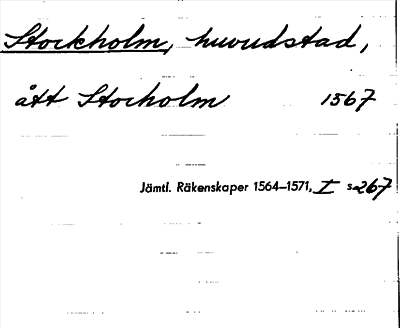 Stockholm, huvudstad,
ått Stocholm 1567
Jämtl. Räkenskaper 1564–1571, I s. 267